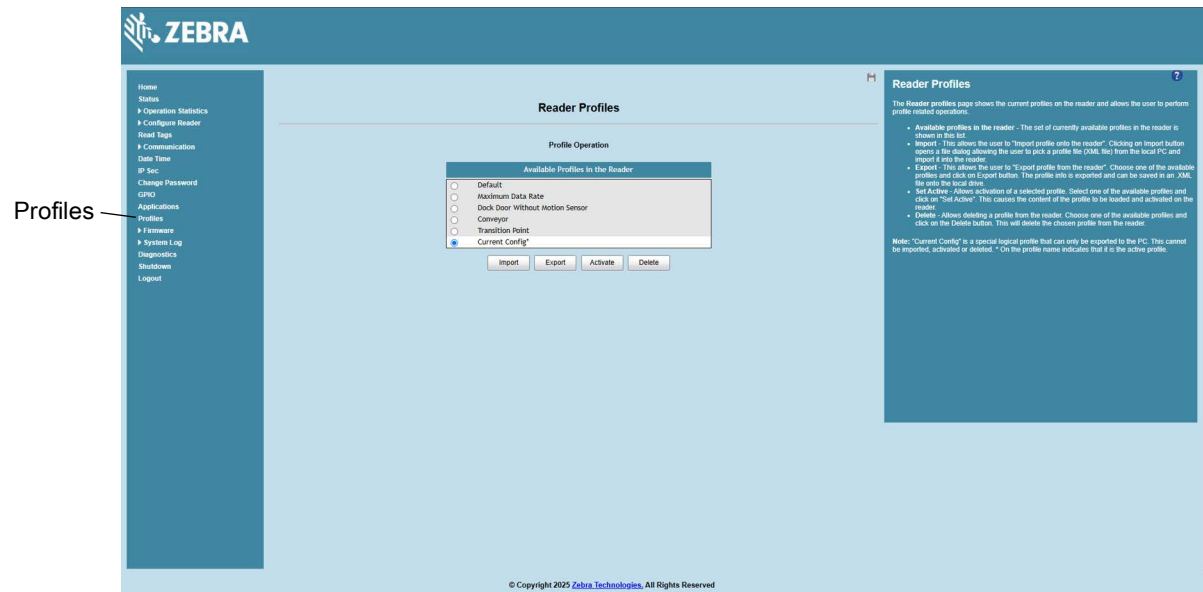 ZEBRA
Profiles
Home
Status
Operation Statistics
Configure Reader
Read Tags
Communication
Date Time
IP Sec
Change Password
GPIO
Applications
Profiles
Firmware
System Log
Diagnostics
Shutdown
Logout
Reader Profiles
Profile Operation
Available Profiles in the Reader
Default
Maximum Data Rate
Dock Door Without Motion Sensor
Conveyor
Transition Point
Current Config*
Import Export Activate Delete
?
Reader Profiles
The Reader profiles page shows the current profiles on the reader and allows the user to perform
profile related operations.
• Available profiles in the reader - The set of currently available profiles in the reader is
shown in this list.
• Import - This allows the user to "Import profile onto the reader". Clicking on Import button
opens a file dialog allowing the user to pick a profile file (XML file) from the local PC and
import it into the reader.
• Export - This allows the user to "Export profile from the reader". Choose one of the available
profiles and click on Export button. The profile info is exported and can be saved in an .XML
file onto the local drive.
• Set Active - Allows activation of a selected profile. Select one of the available profiles and
click on "Set Active". This causes the content of the profile to be loaded and activated on the
reader.
• Delete - Allows deleting a profile from the reader. Choose one of the available profiles and
click on the Delete button. This will delete the chosen profile from the reader.
Note: "Current Config" is a special logical profile that can only be exported to the PC. This cannot
be imported, activated or deleted. * On the profile name indicates that it is the active profile.
© Copyright 2025 Zebra Technologies. All Rights Reserved